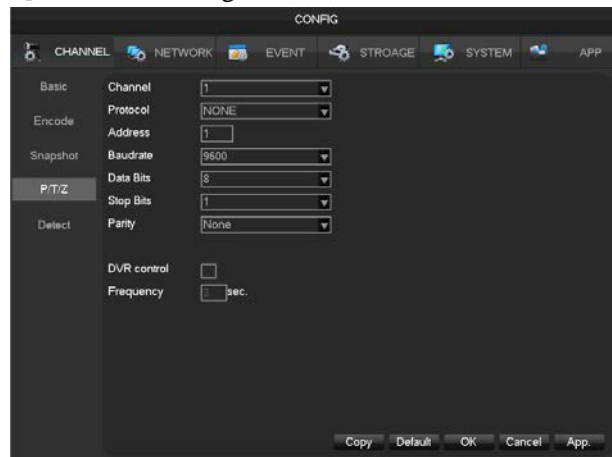 CONFIG
CHANNEL NETWORK EVENT STROAGE SYSTEM APP
Basic
Encode
Snapshot
P/T/Z
Detect
Channel 1
Protocol NONE
Address 1
Baudrate 9600
Data Bits 8
Stop Bits 1
Parity None
DVR control
Frequency sec.
Copy Default OK Cancel App.